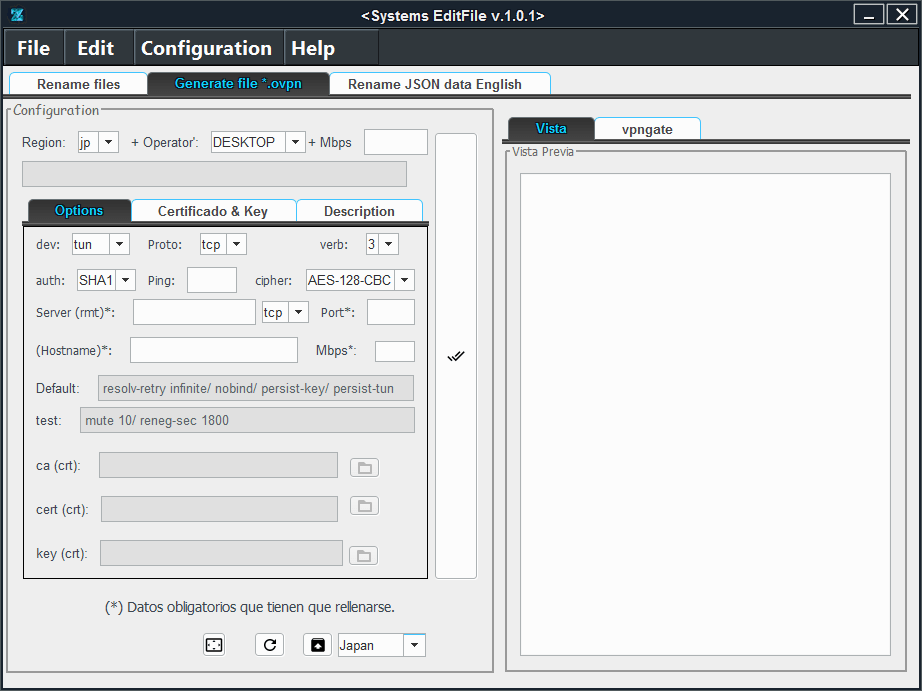 <Systems EditFile v.1.0.1>
File Edit Configuration Help
Rename files Generate file *.ovpn Rename JSON data English
Configuration
Region: jp + Operator': DESKTOP + Mbps
Options Certificado & Key Description
dev: tun Proto: tcp verb: 3
auth: SHA1 Ping: cipher: AES-128-CBC
Server (rmt)*: tcp Port*:
(Hostname)*: Mbps*:
Default: resolv-retry infinite/ nobind/ persist-key/ persist-tun
test: mute 10/ reneg-sec 1800
ca (crt):
cert (crt):
key (crt):
(*) Datos obligatorios que tienen que rellenarse.
Japan
Vista vpngate
Vista Previa